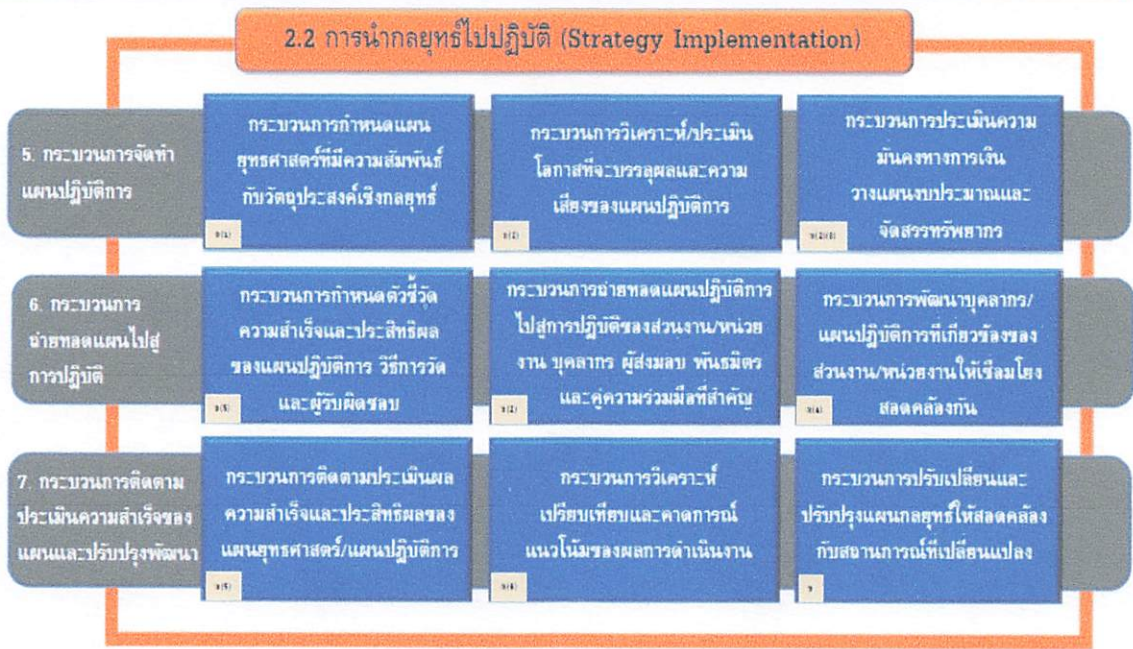 2.2 การนำกลยุทธ์ไปปฏิบัติ (Strategy Implementation)
5. กระบวนการจัดทำ
แผนปฏิบัติการ
กระบวนการกำหนดแผน
ยุทธศาสตร์ที่มีความสัมพันธ์
กับวัตถุประสงค์เชิงกลยุทธ์
กระบวนการวิเคราะห์/ประเมิน
โอกาสที่จะบรรลุผลและความ
เสี่ยงของแผนปฏิบัติการ
กระบวนการประเมินความ
มั่นคงทางการเงิน
วางแผนงบประมาณและ
จัดสรรทรัพยากร
6. กระบวนการ
ถ่ายทอดแผนไปสู่
การปฏิบัติ
กระบวนการกำหนดตัวชี้วัด
ความสำเร็จและประสิทธิผล
ของแผนปฏิบัติการ วิธีการวัด
และผู้รับผิดชอบ
กระบวนการถ่ายทอดแผนปฏิบัติการ
ไปสู่การปฏิบัติของส่วนงาน/หน่วย
งาน บุคลากร ผู้ส่งมอบ พันธมิตร
และคู่ความร่วมมือที่สำคัญ
กระบวนการพัฒนาบุคลากร/
แผนปฏิบัติการที่เกี่ยวข้องของ
ส่วนงาน/หน่วยงานให้เชื่อมโยง
สอดคล้องกัน
7. กระบวนการติดตาม
ประเมินความสำเร็จของ
แผนและปรับปรุงพัฒนา
กระบวนการติดตามประเมินผล
ความสำเร็จและประสิทธิผลของ
แผนยุทธศาสตร์/แผนปฏิบัติการ
กระบวนการวิเคราะห์
เปรียบเทียบและคาดการณ์
แนวโน้มของผลการดำเนินงาน
กระบวนการปรับเปลี่ยนและ
ปรับปรุงแผนกลยุทธ์ให้สอดคล้อง
กับสถานการณ์ที่เปลี่ยนแปลง